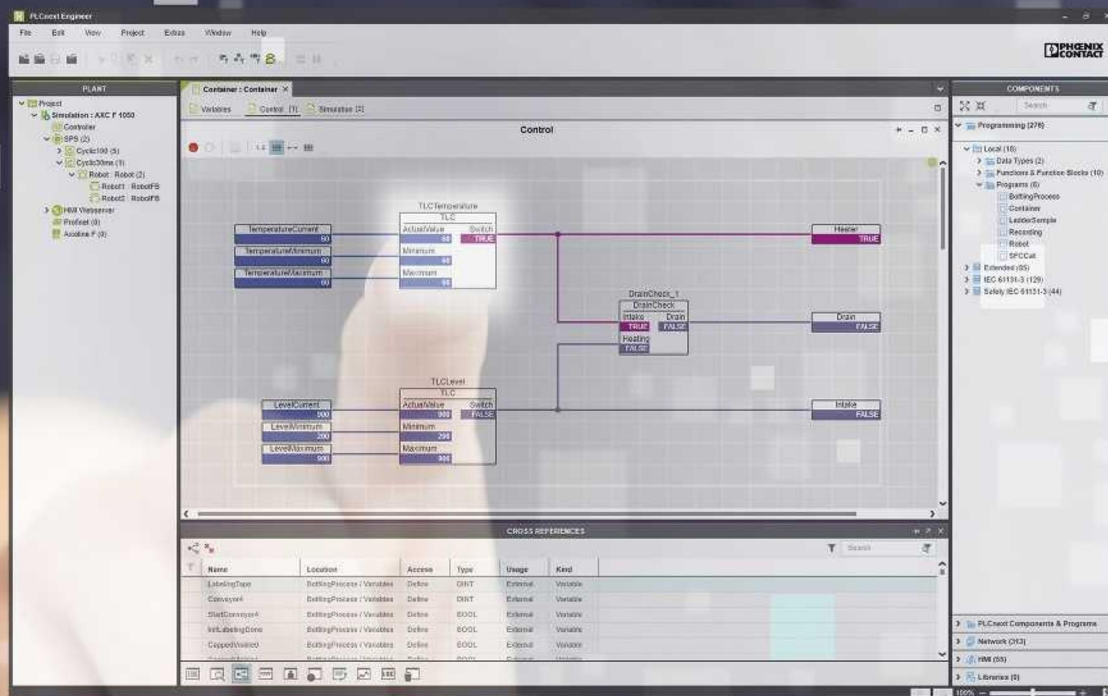 PLCnext Engineer
File Edit View Project Extras Window Help
PHOENIX
CONTACT
PLANT
Project
Simulation : AXC F 1050
Controller
SPS (2)
Cyclic100 (5)
Cyclic30ms (1)
Robot : Robot (2)
Robot1 : RobotFB
Robot2 : RobotFB
HMI Webserver
Profinet (0)
Axioline F (0)
Container : Container
Variables Control [1] Simulation [2]
Control
TLCTemperature
TLC
TemperatureCurrent
60
ActualValue Switch
60 TRUE
Heater
TRUE
TemperatureMinimum
60
Minimum
60
TemperatureMaximum
60
Maximum
60
DrainCheck_1
DrainCheck
Intake Drain
TRUE FALSE
Heating
FALSE
Drain
FALSE
TLCLevel
TLC
LevelCurrent
900
ActualValue Switch
900 FALSE
Intake
FALSE
LevelMinimum
200
Minimum
200
LevelMaximum
900
Maximum
900
CROSS REFERENCES
Search
Name Location Access Type Usage Kind
LabelingTape BottlingProcess / Variables Define DINT External Variable
Conveyor4 BottlingProcess / Variables Define DINT External Variable
StartConveyor4 BottlingProcess / Variables Define BOOL External Variable
InitLabelingDone BottlingProcess / Variables Define BOOL External Variable
BottlingProcess / Variables Define BOOL External Variable
COMPONENTS
Search
Programming (276)
Local (18)
Data Types (2)
Functions & Function Blocks (10)
Programs (6)
BottlingProcess
Container
LadderSample
Recording
Robot
SFCCall
Extended (85)
IEC 61131-3 (129)
Safety IEC 61131-3 (44)
PLCnext Components & Programs
Network (313)
HMI (55)
Libraries (0)
100%